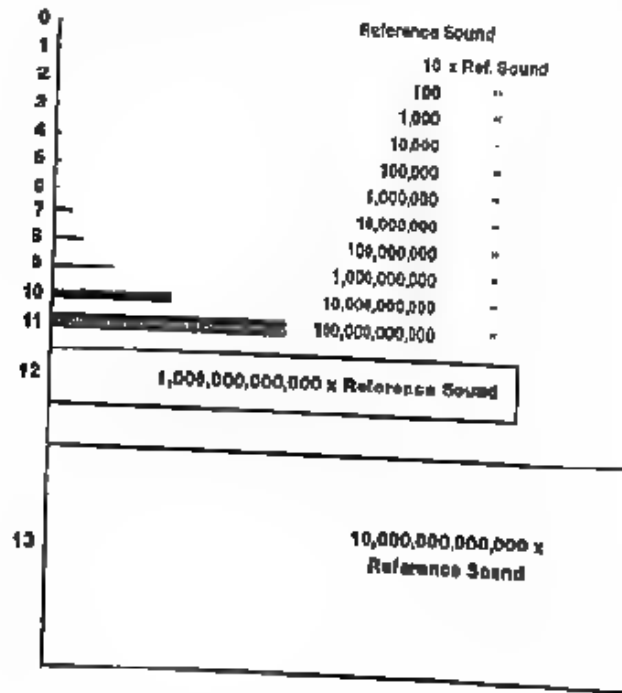 0 Reference Sound
1 10 x Ref. Sound
2 100 "
3 1,000 "
4 10,000 "
5 100,000 "
6 1,000,000 "
7 10,000,000 "
8 100,000,000 "
9 1,000,000,000 "
10 10,000,000,000 "
11 100,000,000,000 "
12 1,000,000,000,000 x Reference Sound
13 10,000,000,000,000 x
Reference Sound